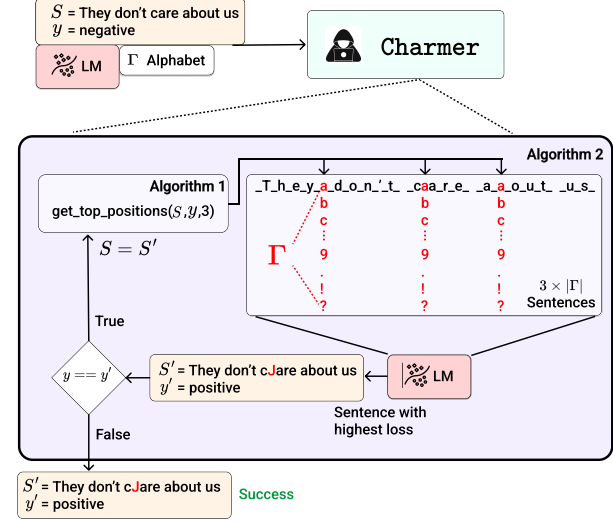 S = They don't care about us
y = negative
LM
Γ Alphabet
Charmer
Algorithm 2
Algorithm 1
get_top_positions(S,y,3)
_T_h_e_y_a_d_o_n_'_t_ _caa_r_e_ _a_a_o_u_t_ _u_s_
b b b
c c c
⋮ ⋮ ⋮
Γ
9 9 9
. . .
! ! !
? ? ?
3 × |Γ|
Sentences
S = S′
True
y == y′
S′ = They don't cJare about us
y′ = positive
LM
Sentence with
highest loss
False
S′ = They don't cJare about us
y′ = positive
Success